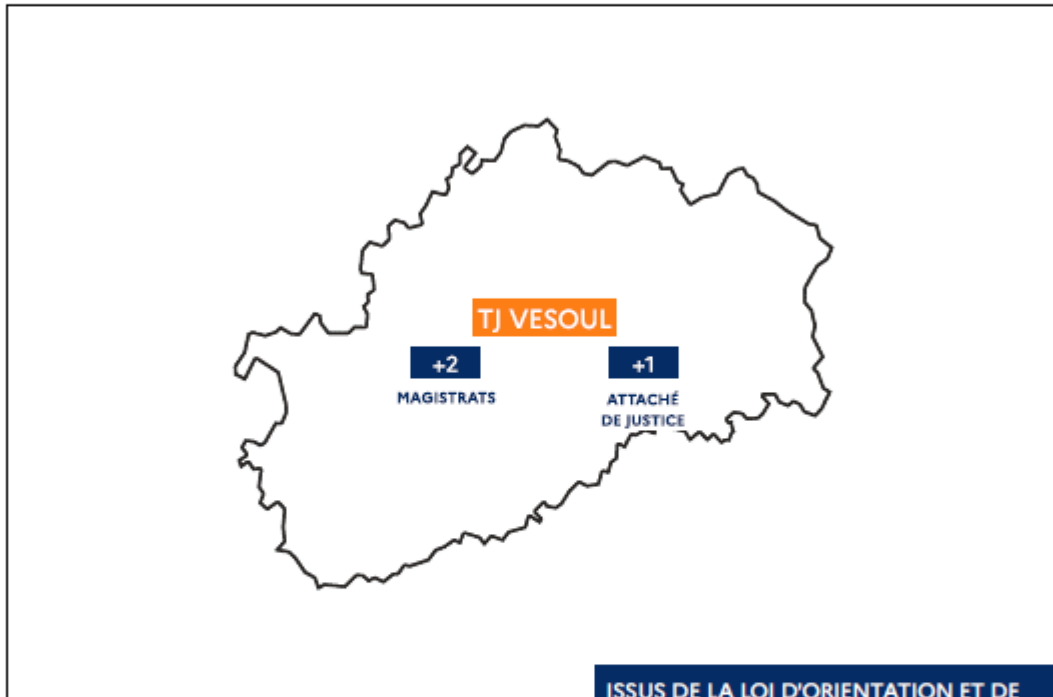 TJ VESOUL
+2
MAGISTRATS
+1
ATTACHÉ
DE JUSTICE
ISSUS DE LA LOI D'ORIENTATION ET DE